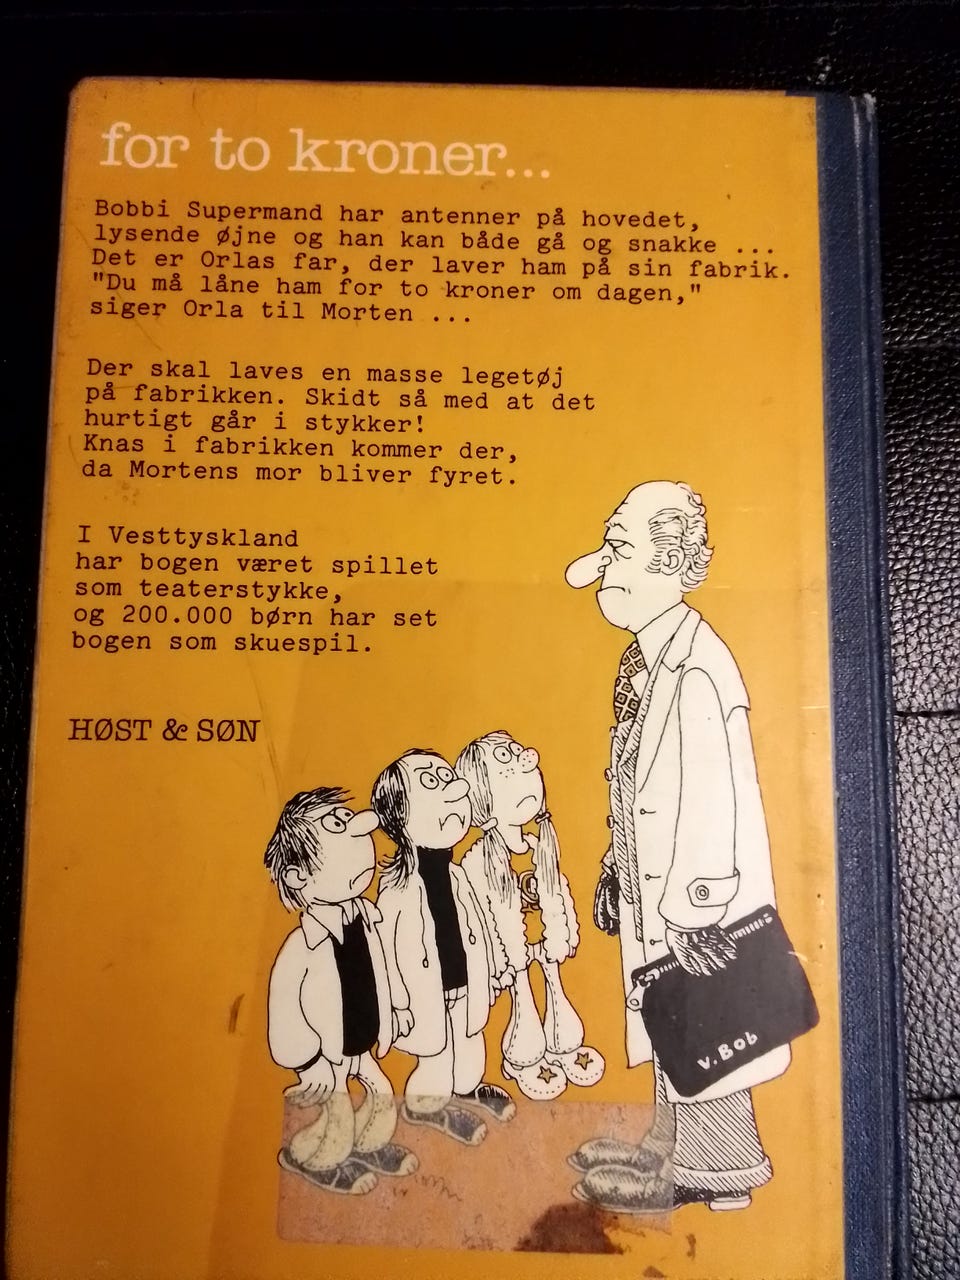 for to kroner...
Bobbi Supermand har antenner på hovedet,
lysende øjne og han kan både gå og snakke ...
Det er Orlas far, der laver ham på sin fabrik.
"Du må låne ham for to kroner om dagen,"
siger Orla til Morten ...
Der skal laves en masse legetøj
på fabrikken. Skidt så med at det
hurtigt går i stykker!
Knas i fabrikken kommer der,
da Mortens mor bliver fyret.
I Vesttyskland
har bogen været spillet
som teaterstykke,
og 200.000 børn har set
bogen som skuespil.
HØST & SØN
v. Bob